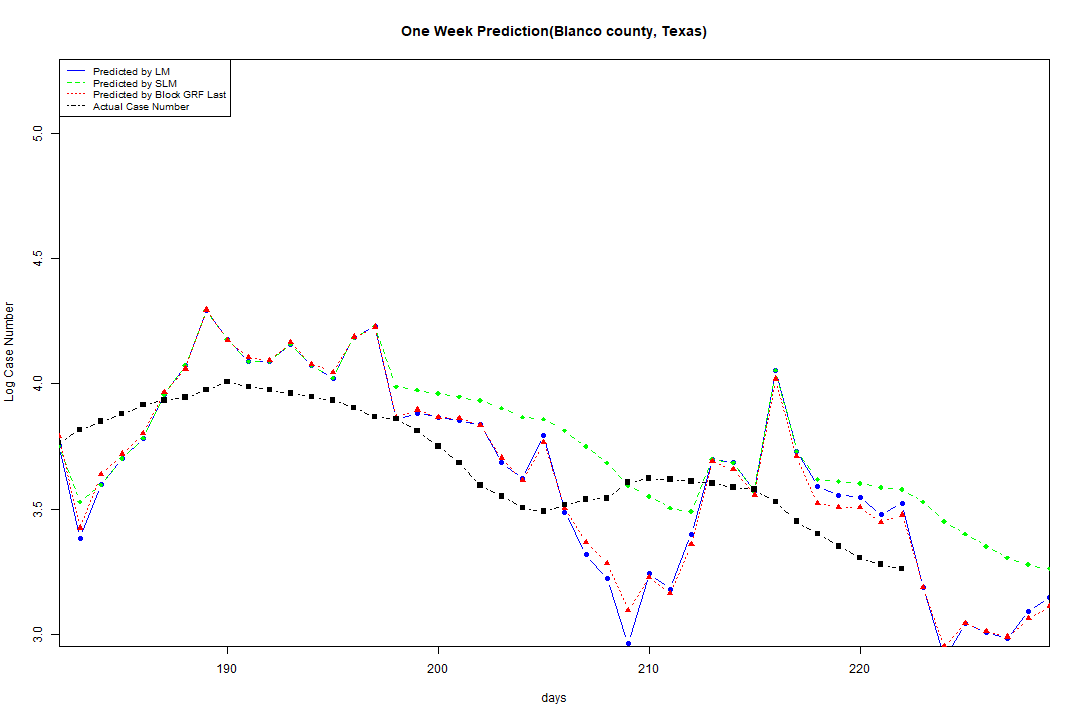 One Week Prediction(Blanco county, Texas)
Predicted by LM
Predicted by SLM
Predicted by Block GRF Last
Actual Case Number
5.0
4.5
4.0
3.5
3.0
Log Case Number
190
200
210
220
days